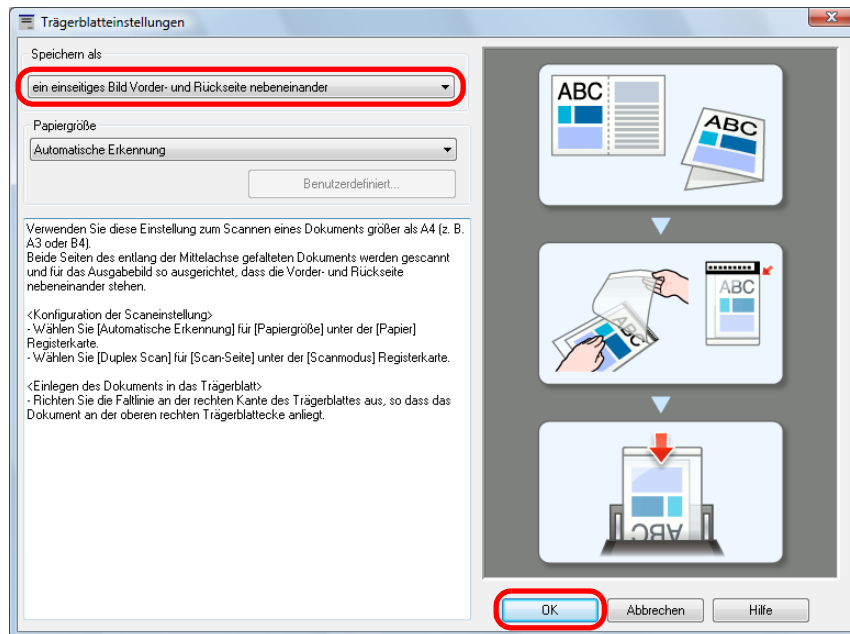 Trägerblatteinstellungen
Speichern als
ein einseitiges Bild Vorder- und Rückseite nebeneinander
Papiergröße
Automatische Erkennung
Benutzerdefiniert...
Verwenden Sie diese Einstellung zum Scannen eines Dokuments größer als A4 (z. B.
A3 oder B4).
Beide Seiten des entlang der Mittelachse gefalteten Dokuments werden gescannt
und für das Ausgabebild so ausgerichtet, dass die Vorder- und Rückseite
nebeneinander stehen.
<Konfiguration der Scaneinstellung>
- Wählen Sie [Automatische Erkennung] für [Papiergröße] unter der [Papier]
Registerkarte.
- Wählen Sie [Duplex Scan] für [Scan-Seite] unter der [Scanmodus] Registerkarte.
<Einlegen des Dokuments in das Trägerblatt>
- Richten Sie die Faltlinie an der rechten Kante des Trägerblattes aus, so dass das
Dokument an der oberen rechten Trägerblattecke anliegt.
ABC
ABC
ABC
ABC
ABC
OK
Abbrechen
Hilfe